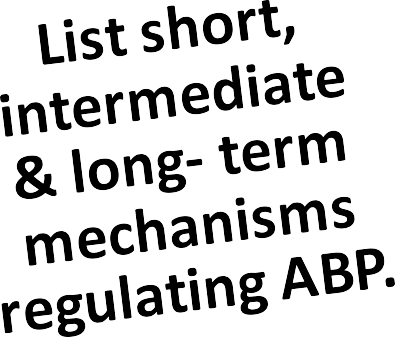 List short,
intermediate
& long- term
mechanisms
regulating ABP.